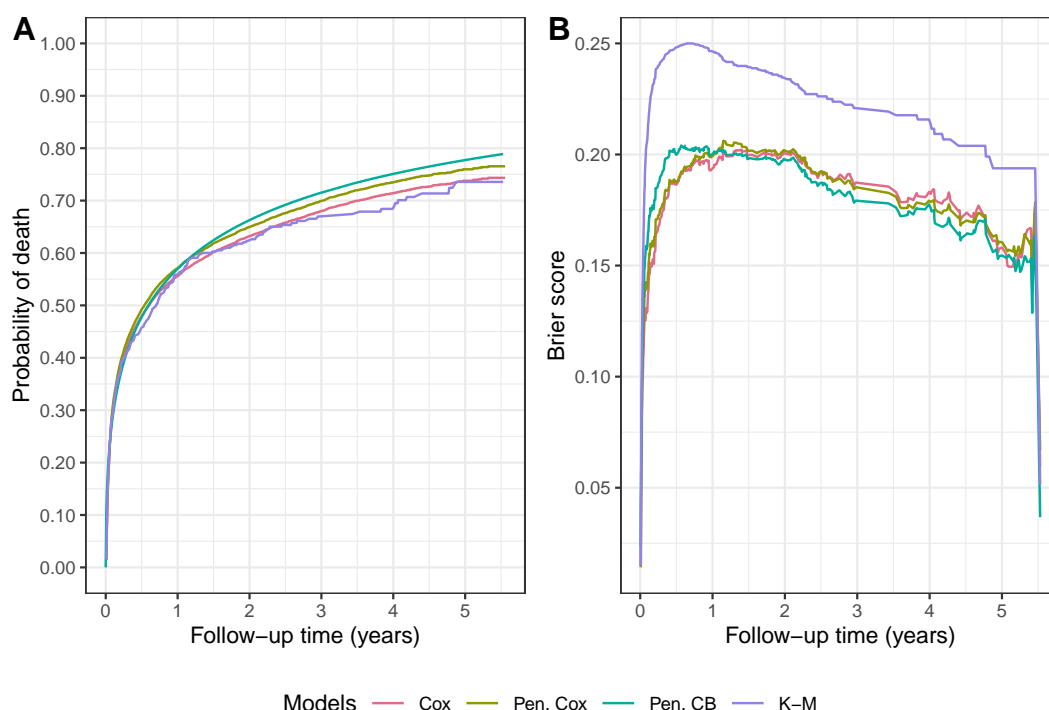 A
Probability of death
1.00
0.90
0.80
0.70
0.60
0.50
0.40
0.30
0.20
0.10
0.00
0 1 2 3 4 5
Follow−up time (years)
B
Brier score
0.25
0.20
0.15
0.10
0.05
0 1 2 3 4 5
Follow−up time (years)
Models Cox Pen. Cox Pen. CB K−M